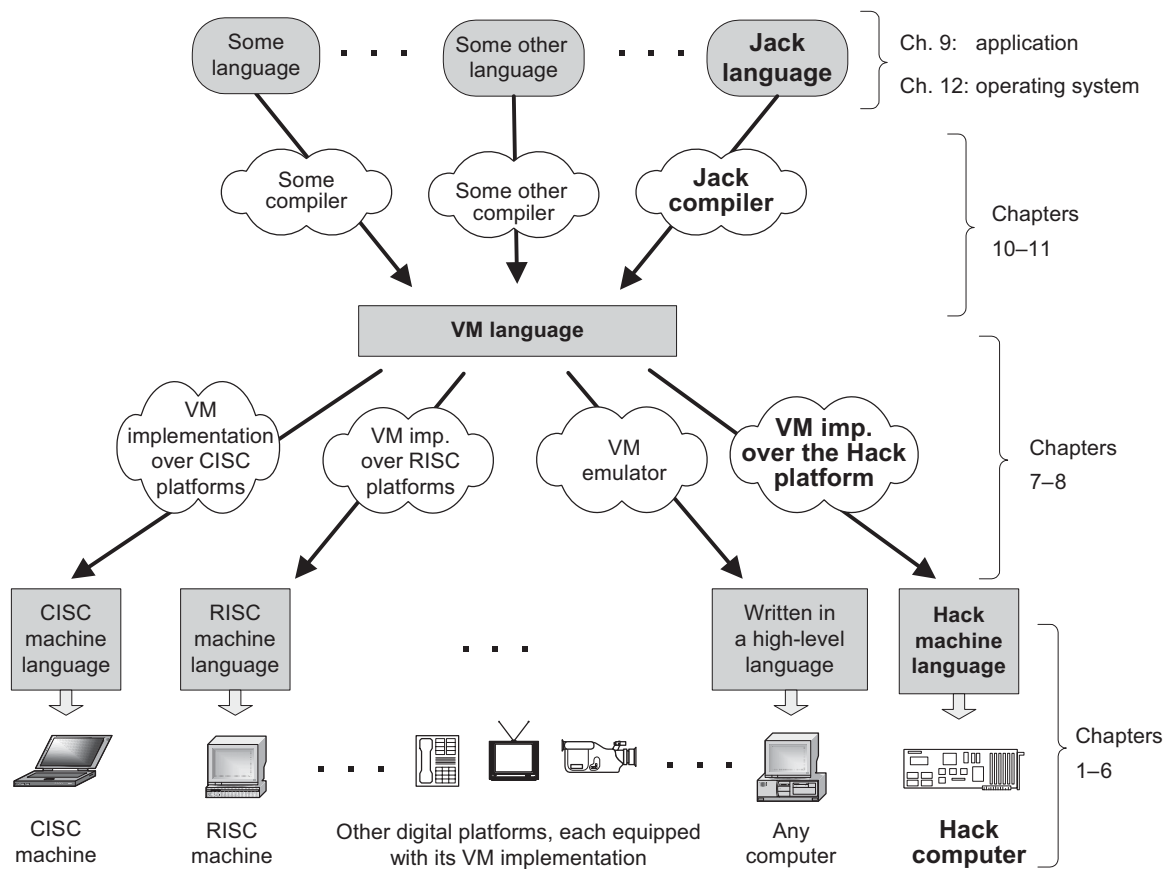 Some
language
Some other
language
Jack
language
Ch. 9: application
Ch. 12: operating system
Some
compiler
Some other
compiler
Jack
compiler
Chapters
10–11
VM language
VM
implementation
over CISC
platforms
VM imp.
over RISC
platforms
VM
emulator
VM imp.
over the Hack
platform
Chapters
7–8
CISC
machine
language
RISC
machine
language
Written in
a high-level
language
Hack
machine
language
Chapters
1–6
CISC
machine
RISC
machine
Other digital platforms, each equipped
with its VM implementation
Any
computer
Hack
computer